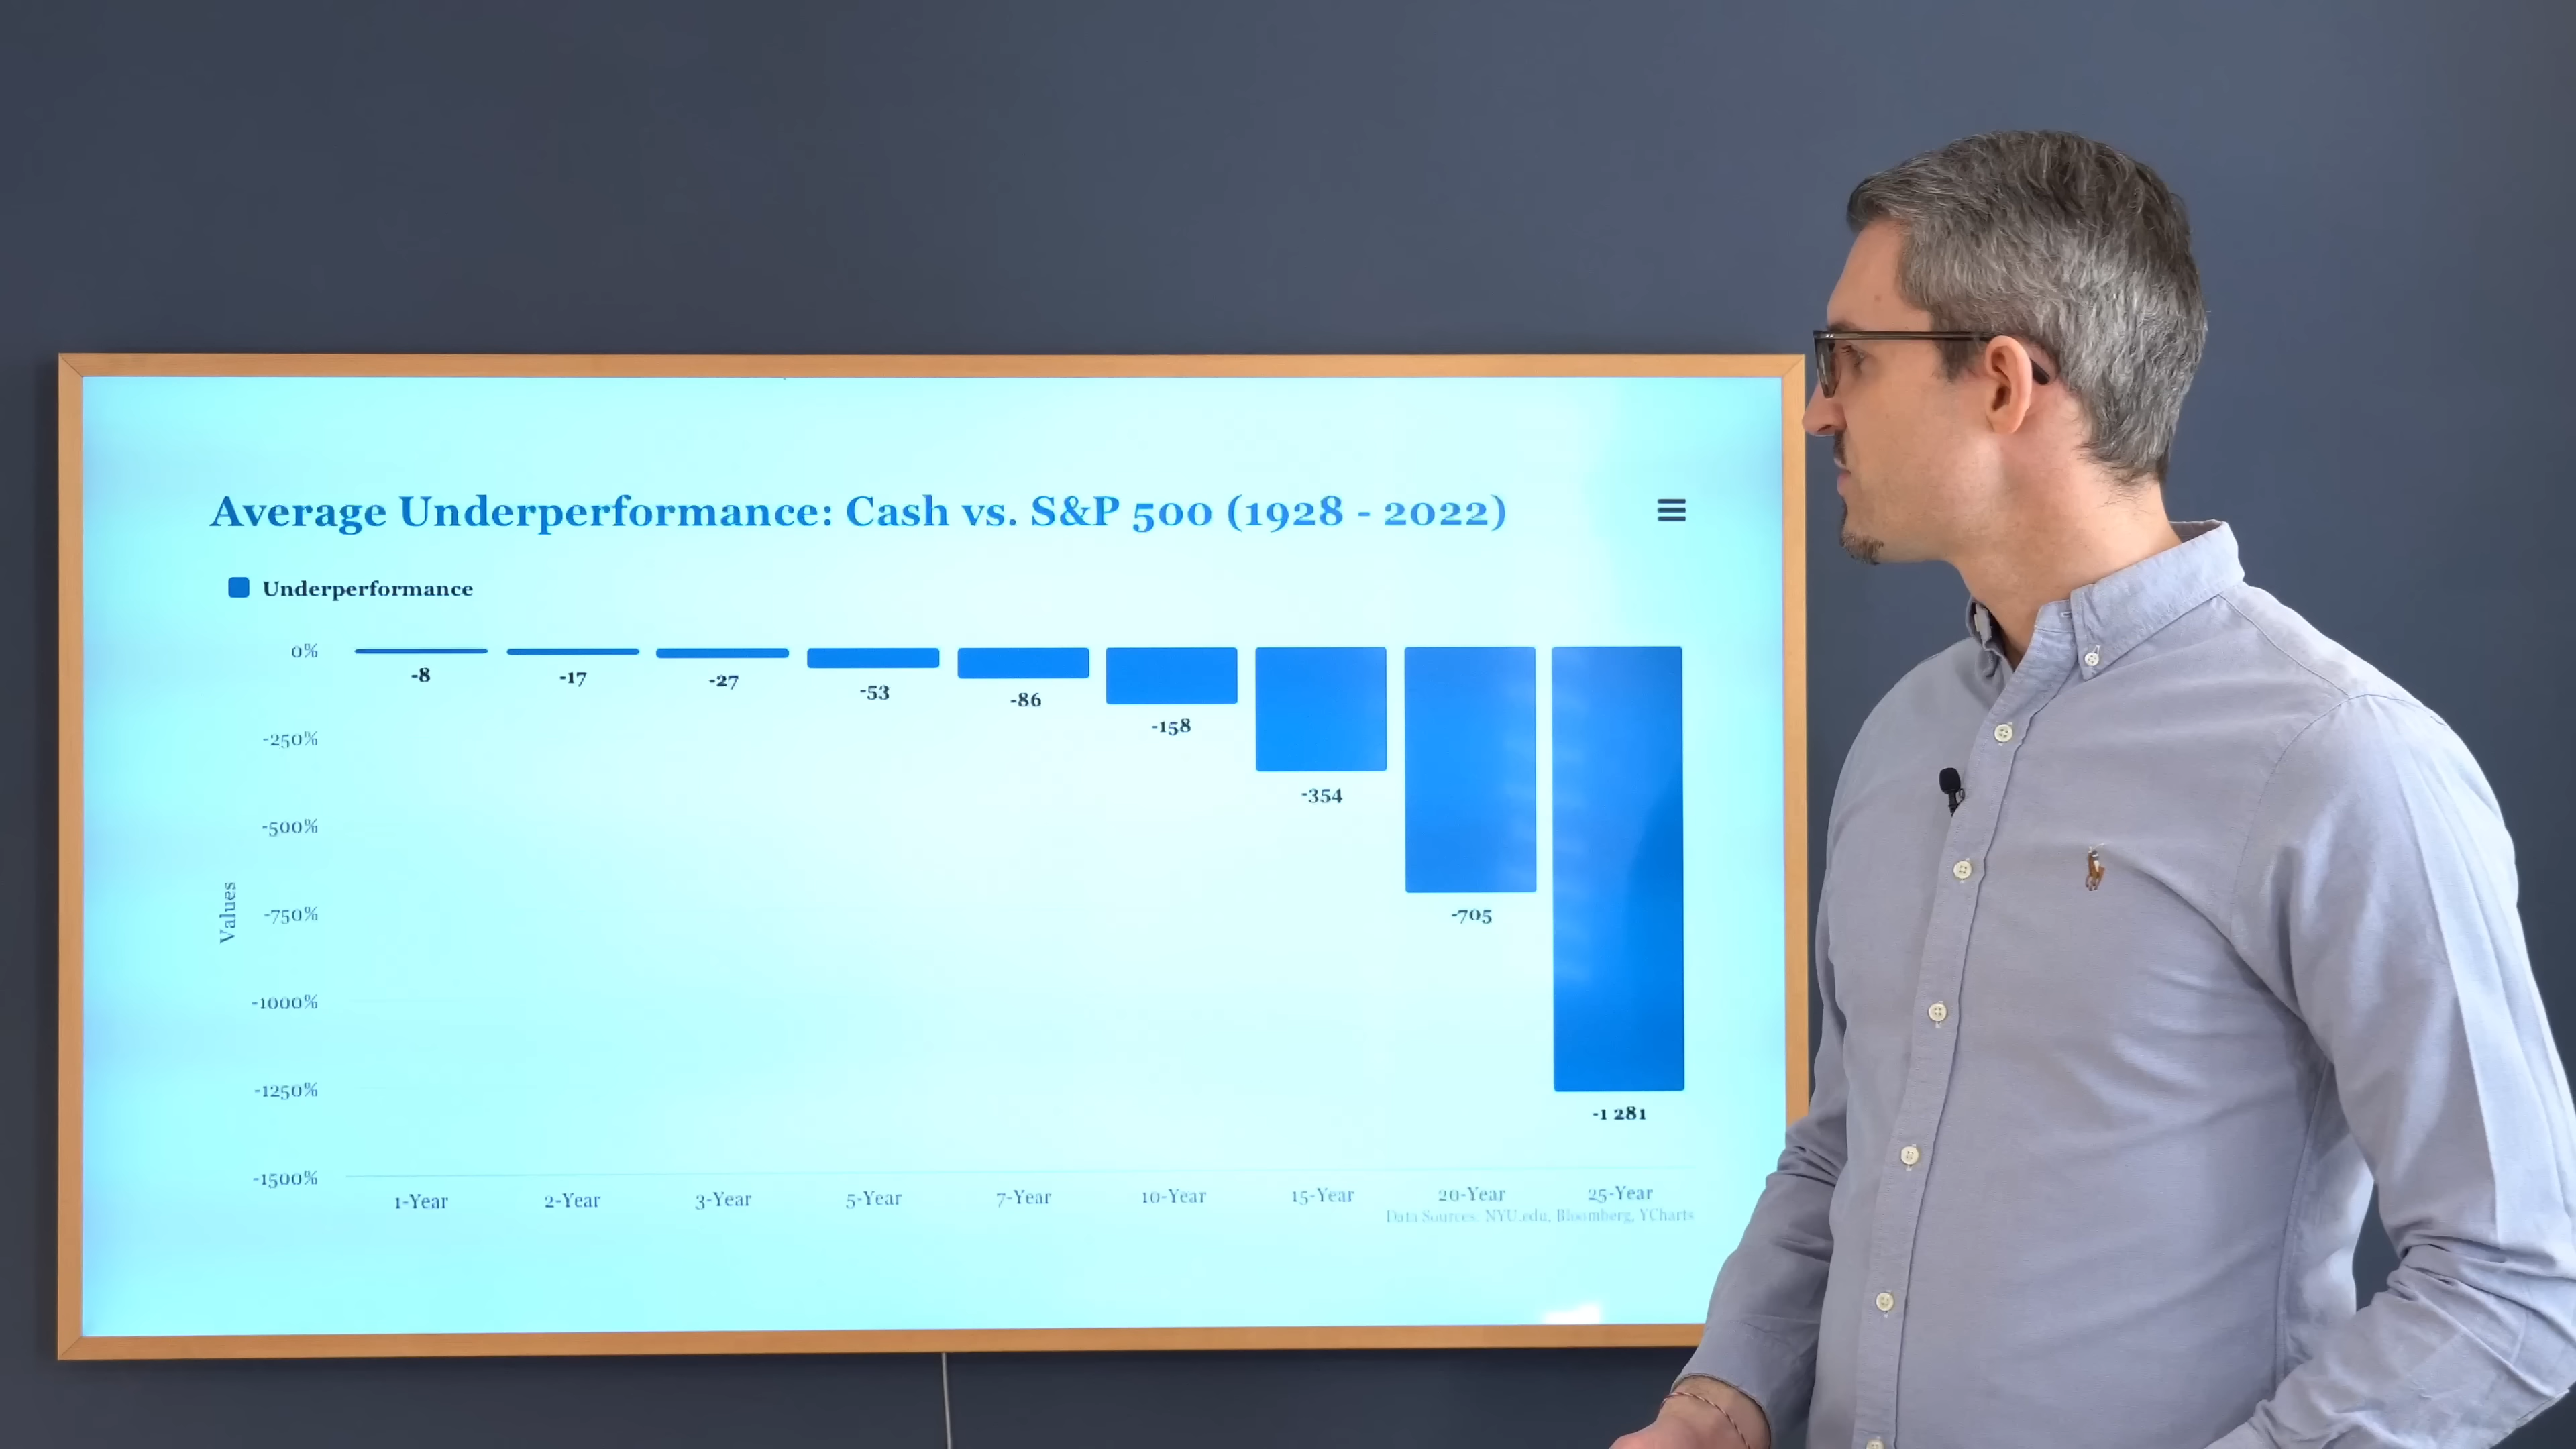 Average Underperformance: Cash vs. S&P 500 (1928 - 2022)
Underperformance
0%
-250%
-500%
-750%
-1000%
-1250%
-1500%
Values
-8
-17
-27
-53
-86
-158
-354
-705
-1 281
1-Year
2-Year
3-Year
5-Year
7-Year
10-Year
15-Year
20-Year
25-Year
Data Sources: NYU.edu, Bloomberg, YCharts